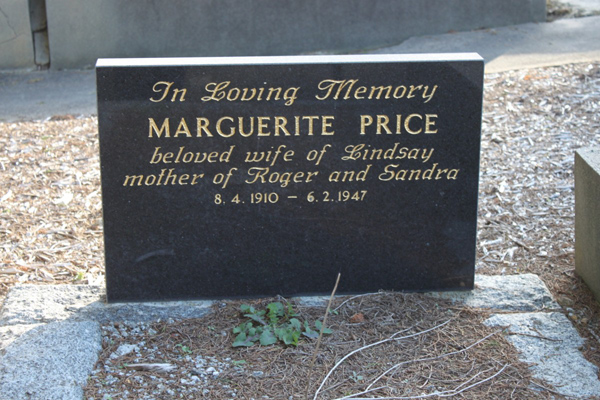 In Loving Memory
MARGUERITE PRICE
beloved wife of Lindsay
mother of Roger and Sandra
8. 4. 1910 – 6. 2. 1947